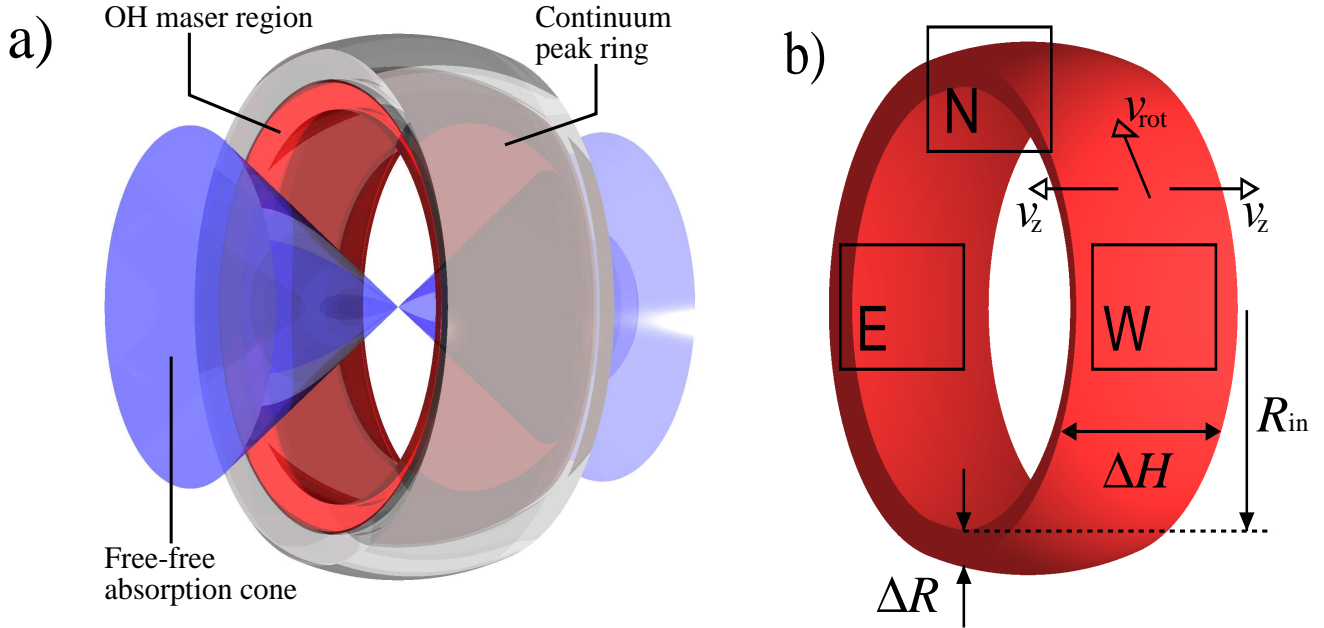 a)
OH maser region
Continuum
peak ring
Free-free
absorption cone
b)
N
v_rot
v_z
v_z
E
W
R_in
ΔH
ΔR